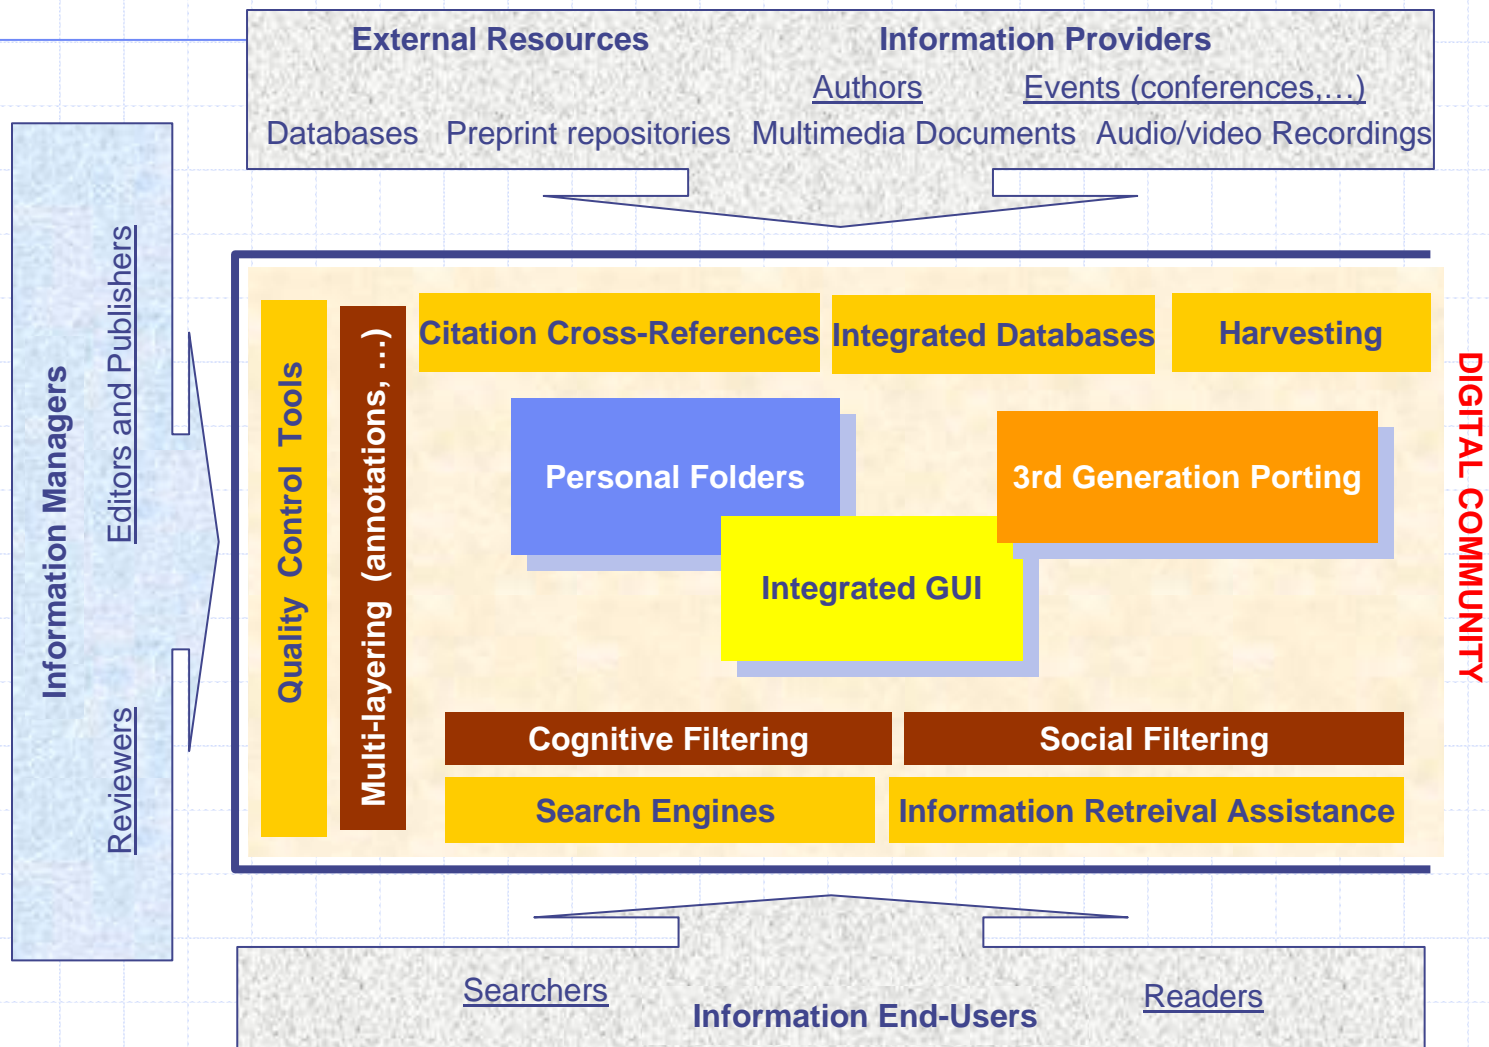 External Resources Information Providers
Authors Events (conferences,…)
Databases Preprint repositories Multimedia Documents Audio/video Recordings
Information Managers
Editors and Publishers
Reviewers
Quality Control Tools
Multi-layering (annotations, …)
Citation Cross-References
Integrated Databases
Harvesting
Personal Folders
3rd Generation Porting
Integrated GUI
Cognitive Filtering
Social Filtering
Search Engines
Information Retreival Assistance
DIGITAL COMMUNITY
Searchers
Readers
Information End-Users